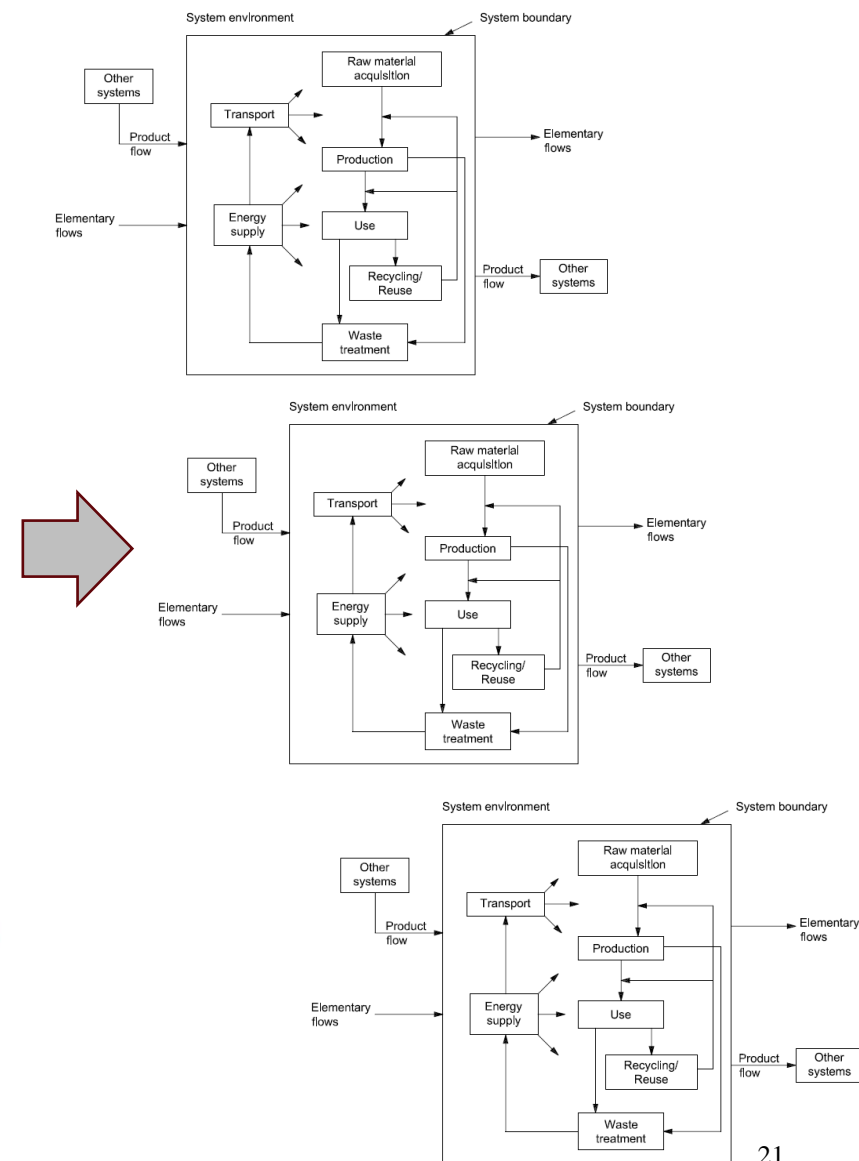 System environment
System boundary
Raw material
acquisition
Other
systems
Transport
Product
flow
Elementary
flows
Production
Elementary
flows
Energy
supply
Use
Recycling/
Reuse
Product
flow
Other
systems
Waste
treatment
System environment
System boundary
Raw material
acquisition
Other
systems
Transport
Product
flow
Elementary
flows
Production
Elementary
flows
Energy
supply
Use
Recycling/
Reuse
Product
flow
Other
systems
Waste
treatment
System environment
System boundary
Raw material
acquisition
Other
systems
Transport
Product
flow
Elementary
flows
Production
Elementary
flows
Energy
supply
Use
Recycling/
Reuse
Product
flow
Other
systems
Waste
treatment
21